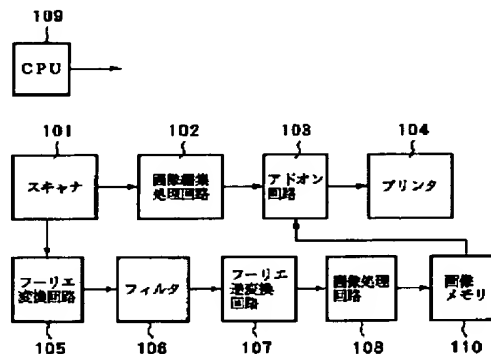 109
CPU
101
102
103
104
スキャナ
画像編集
処理回路
アドオン
回路
プリンタ
フーリエ
変換回路
フィルタ
フーリエ
逆変換
回路
画像処理
回路
画像
メモリ
105
106
107
108
110